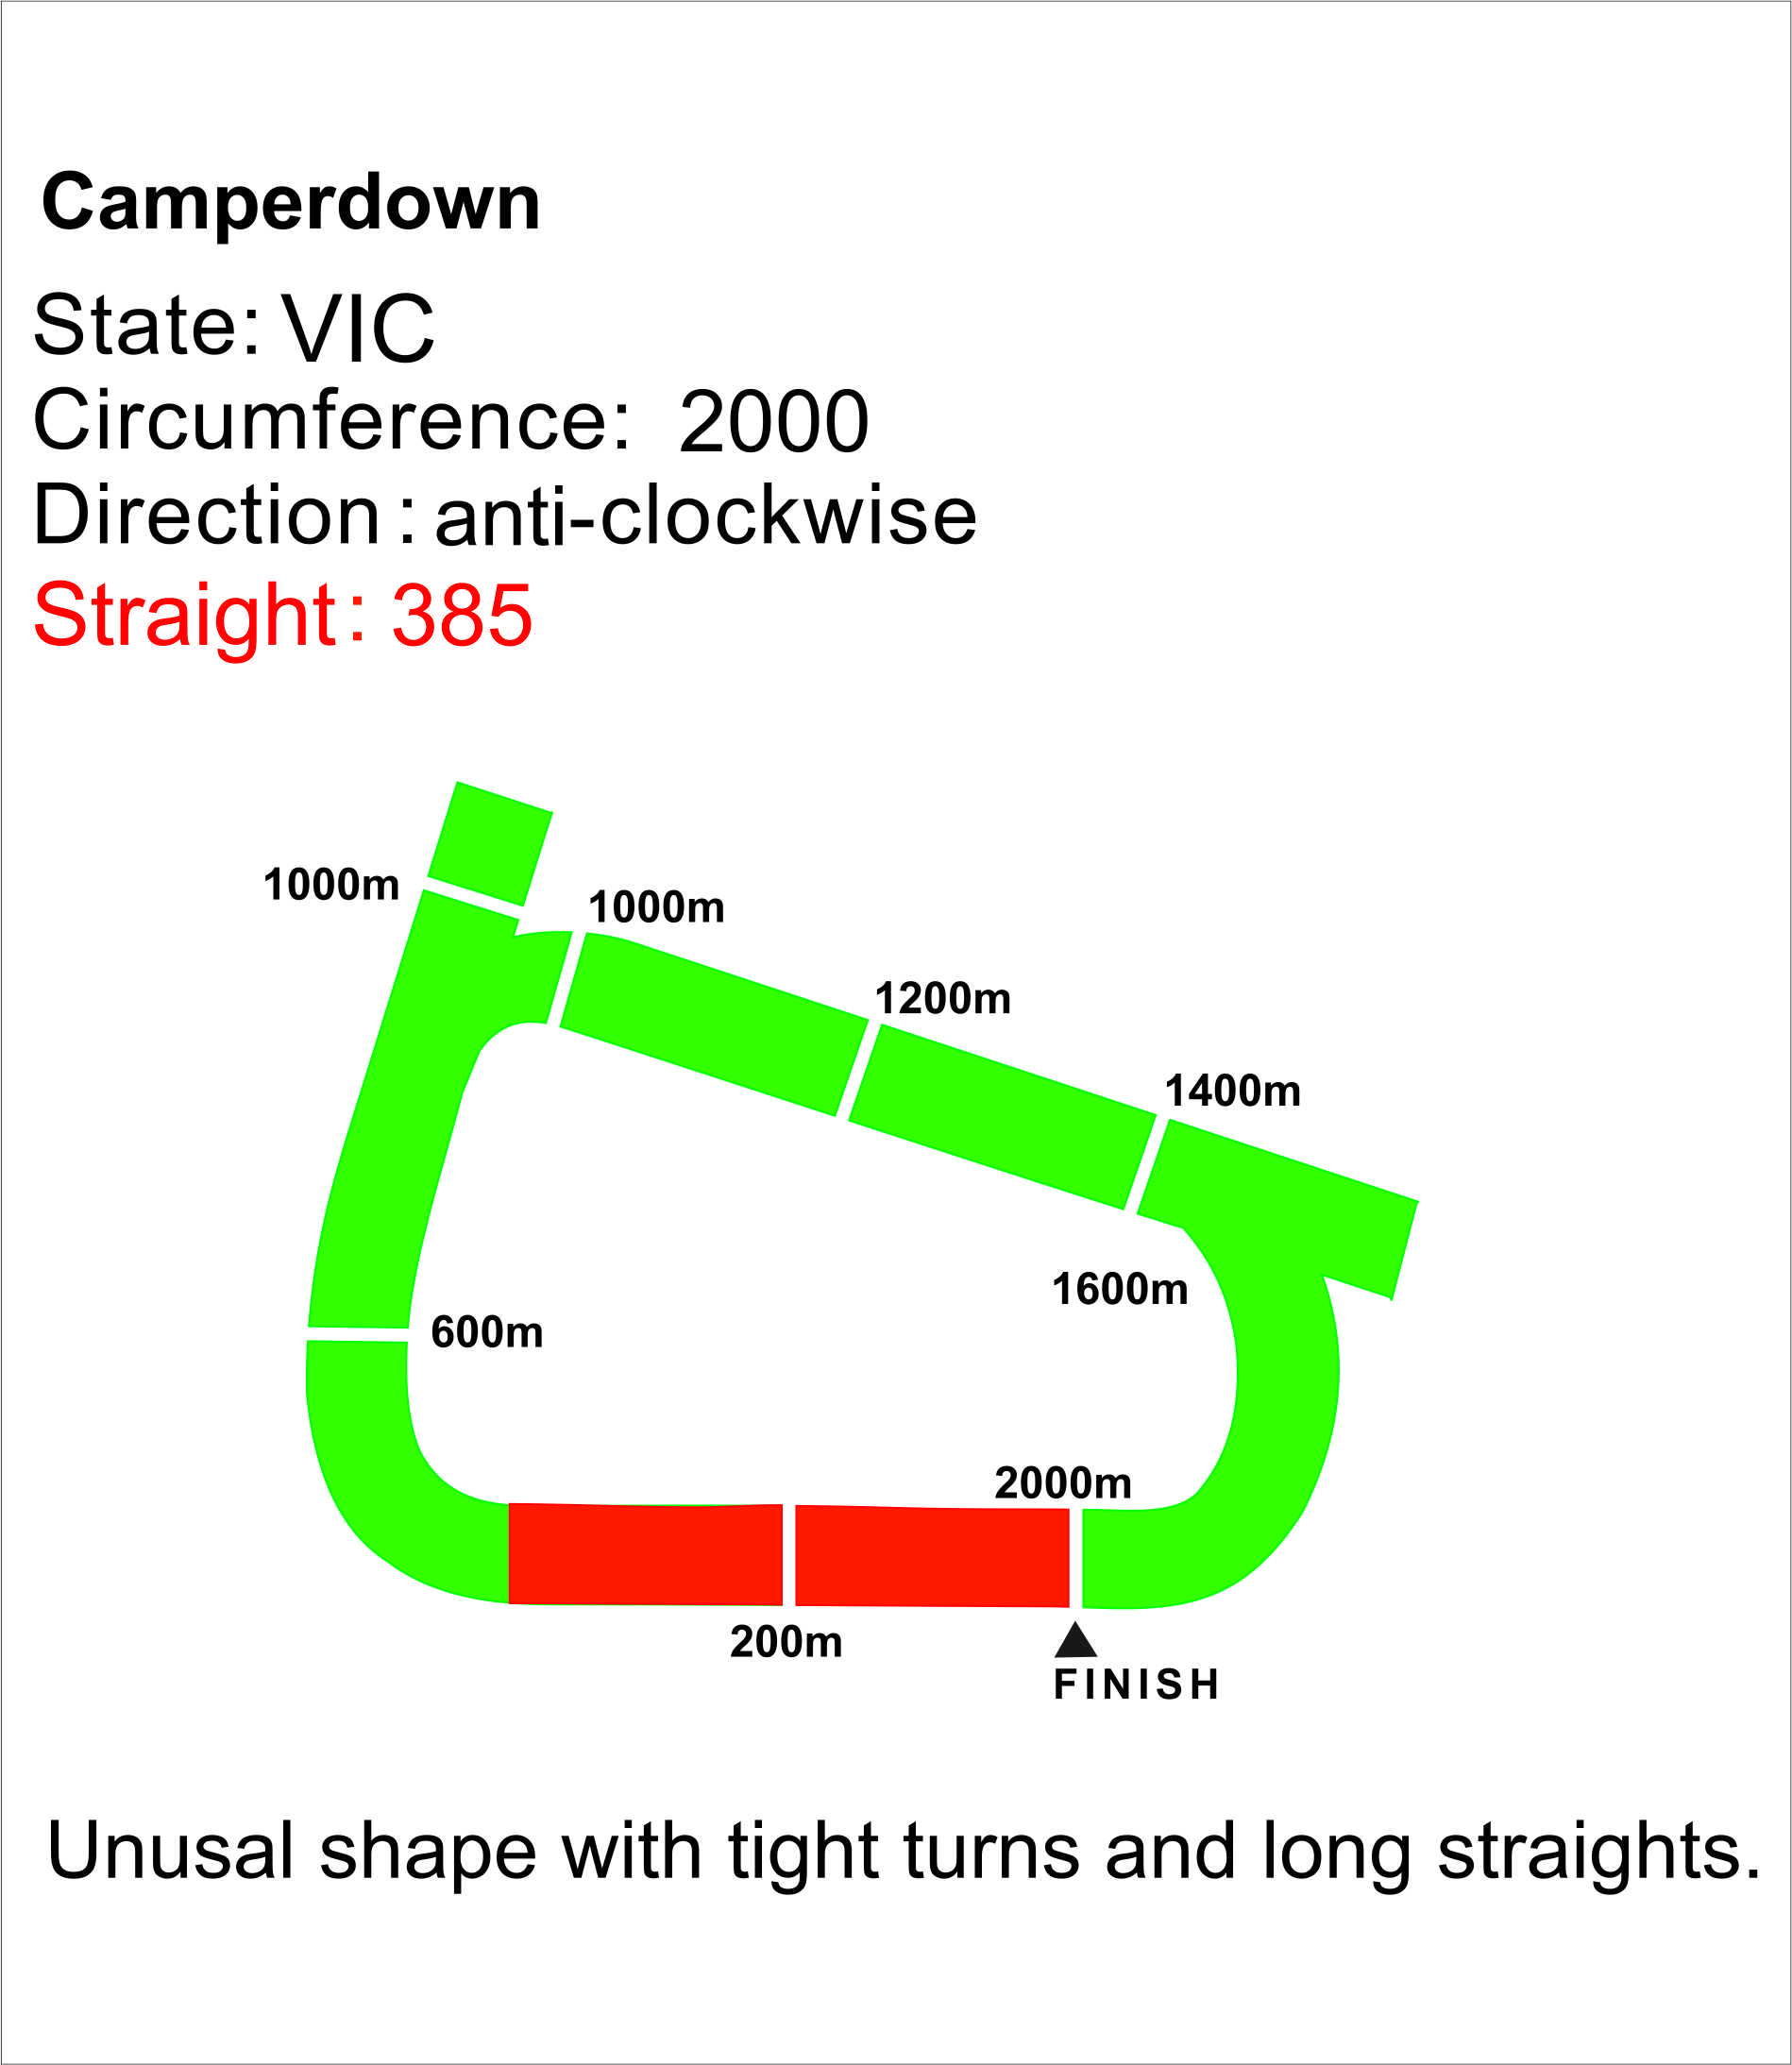 Camperdown
State: VIC
Circumference: 2000
Direction : anti-clockwise
Straight : 385
1000m
1000m
1200m
1400m
1600m
600m
2000m
200m
FINISH
Unusal shape with tight turns and long straights.